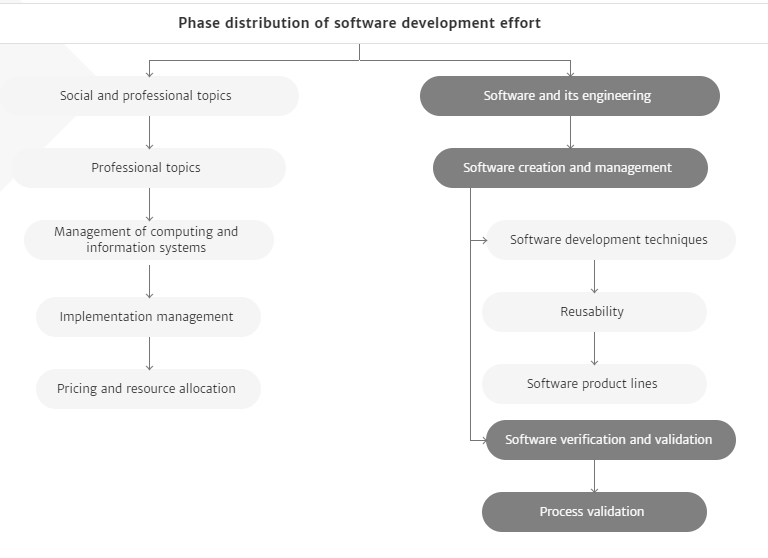 Phase distribution of software development effort
Social and professional topics
Professional topics
Management of computing and
information systems
Implementation management
Pricing and resource allocation
Software and its engineering
Software creation and management
Software development techniques
Reusability
Software product lines
Software verification and validation
Process validation